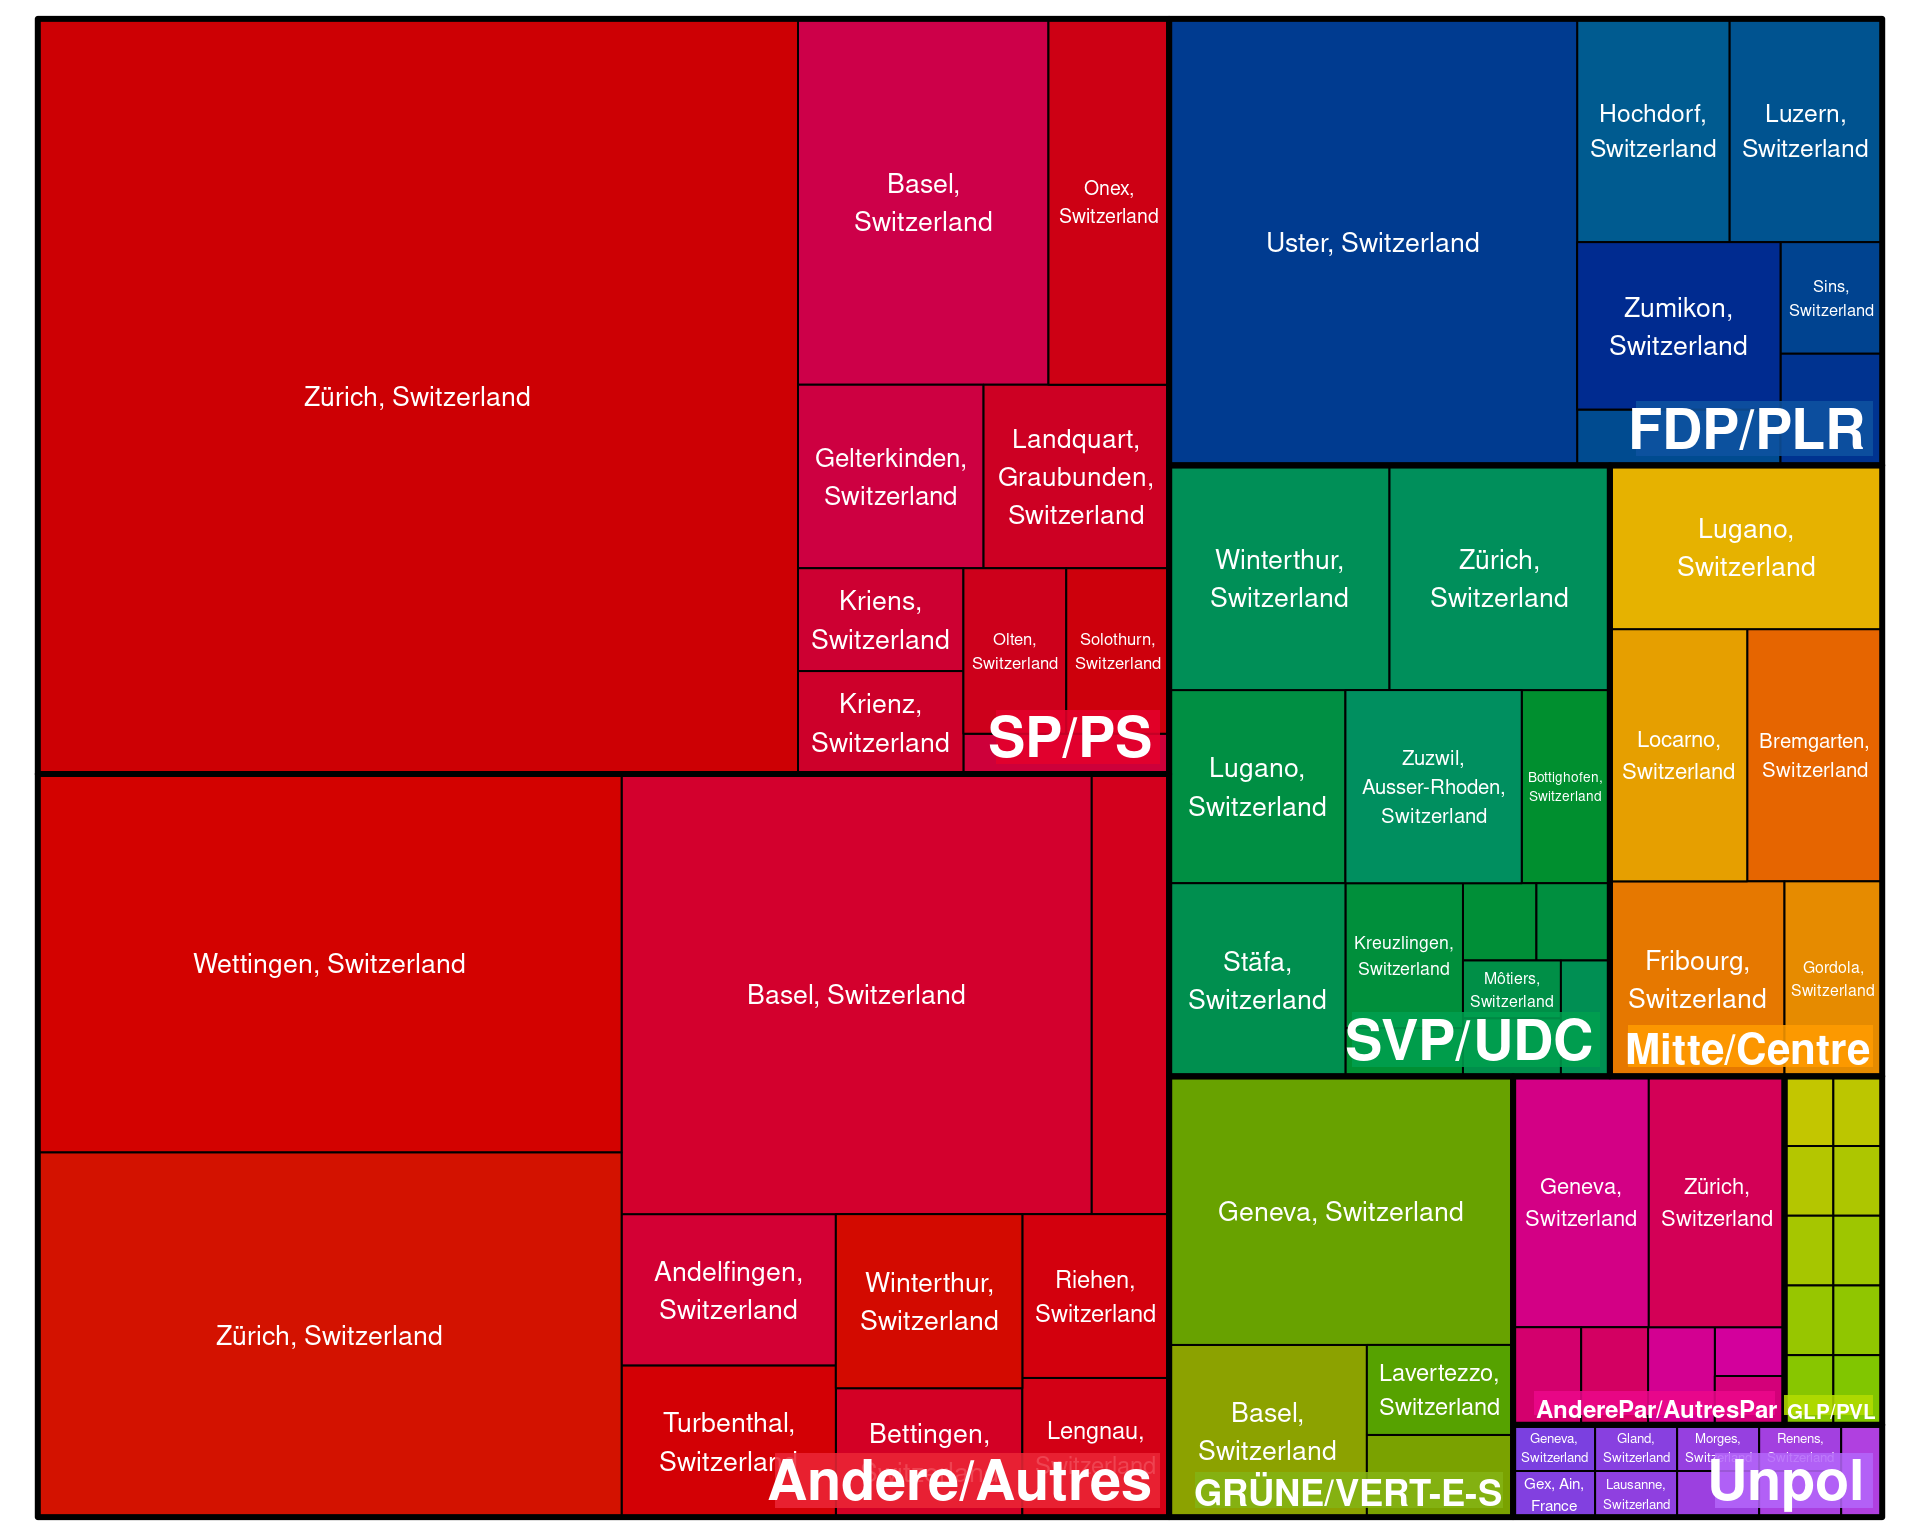 Zürich, Switzerland
Basel,
Switzerland
Onex,
Switzerland
Gelterkinden,
Switzerland
Landquart,
Graubunden,
Switzerland
Kriens,
Switzerland
Krienz,
Switzerland
Olten,
Switzerland
Solothurn,
Switzerland
SP/PS
Uster, Switzerland
Hochdorf,
Switzerland
Luzern,
Switzerland
Zumikon,
Switzerland
Sins,
Switzerland
FDP/PLR
Winterthur,
Switzerland
Zürich,
Switzerland
Lugano,
Switzerland
Zuzwil,
Ausser-Rhoden,
Switzerland
Bottighofen,
Switzerland
Stäfa,
Switzerland
Kreuzlingen,
Switzerland
Môtiers,
Switzerland
SVP/UDC
Lugano,
Switzerland
Locarno,
Switzerland
Bremgarten,
Switzerland
Fribourg,
Switzerland
Gordola,
Switzerland
Mitte/Centre
Wettingen, Switzerland
Zürich, Switzerland
Basel, Switzerland
Andelfingen,
Switzerland
Turbenthal,
Switzerland
Winterthur,
Switzerland
Bettingen,
Switzerland
Riehen,
Switzerland
Lengnau,
Switzerland
Andere/Autres
Geneva, Switzerland
Basel,
Switzerland
Lavertezzo,
Switzerland
GRÜNE/VERT-E-S
Geneva,
Switzerland
Zürich,
Switzerland
AnderePar/AutresPar
GLP/PVL
Geneva,
Switzerland
Gland,
Switzerland
Morges,
Switzerland
Renens,
Switzerland
Gex, Ain,
France
Lausanne,
Switzerland
Unpol